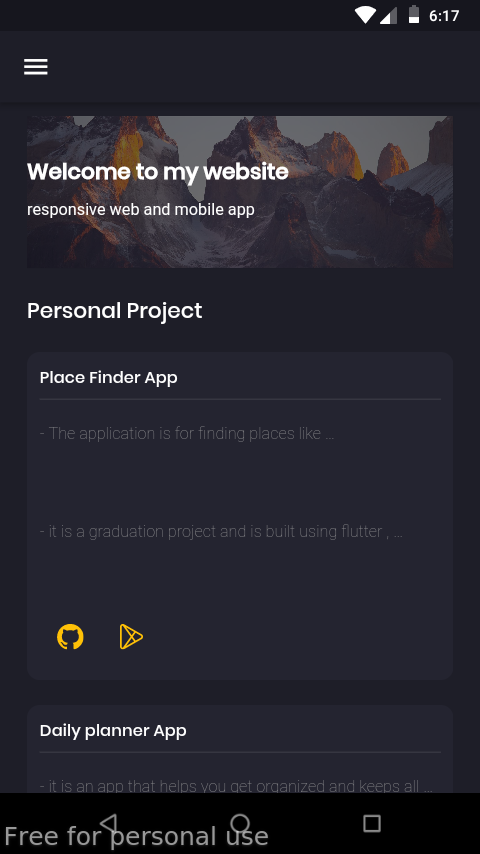 6:17
Welcome to my website
responsive web and mobile app
Personal Project
Place Finder App
- The application is for finding places like ...
- it is a graduation project and is built using flutter , ...
Daily planner App
- it is an app that helps you get organized and keeps all ...
Free for personal use